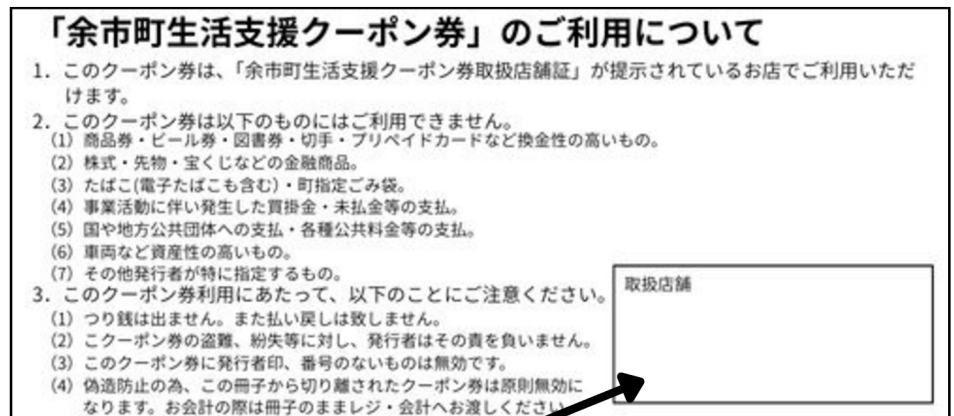 「余市町生活支援クーポン券」のご利用について
1. このクーポン券は、「余市町生活支援クーポン券取扱店舗証」が提示されているお店でご利用いただ
けます。
2. このクーポン券は以下のものにはご利用できません。
(1) 商品券・ビール券・図書券・切手・プリペイドカードなど換金性の高いもの。
(2) 株式・先物・宝くじなどの金融商品。
(3) たばこ(電子たばこも含む)・町指定ごみ袋。
(4) 事業活動に伴い発生した買掛金・未払金等の支払。
(5) 国や地方公共団体への支払・各種公共料金等の支払。
(6) 車両など資産性の高いもの。
(7) その他発行者が特に指定するもの。
3. このクーポン券利用にあたって、以下のことにご注意ください。
(1) つり銭は出ません。また払い戻しは致しません。
(2) こクーポン券の盗難、紛失等に対し、発行者はその責を負いません。
(3) このクーポン券に発行者印、番号のないものは無効です。
(4) 偽造防止の為、この冊子から切り離されたクーポン券は原則無効に
なります。お会計の際は冊子のままレジ・会計へお渡しください
取扱店舗